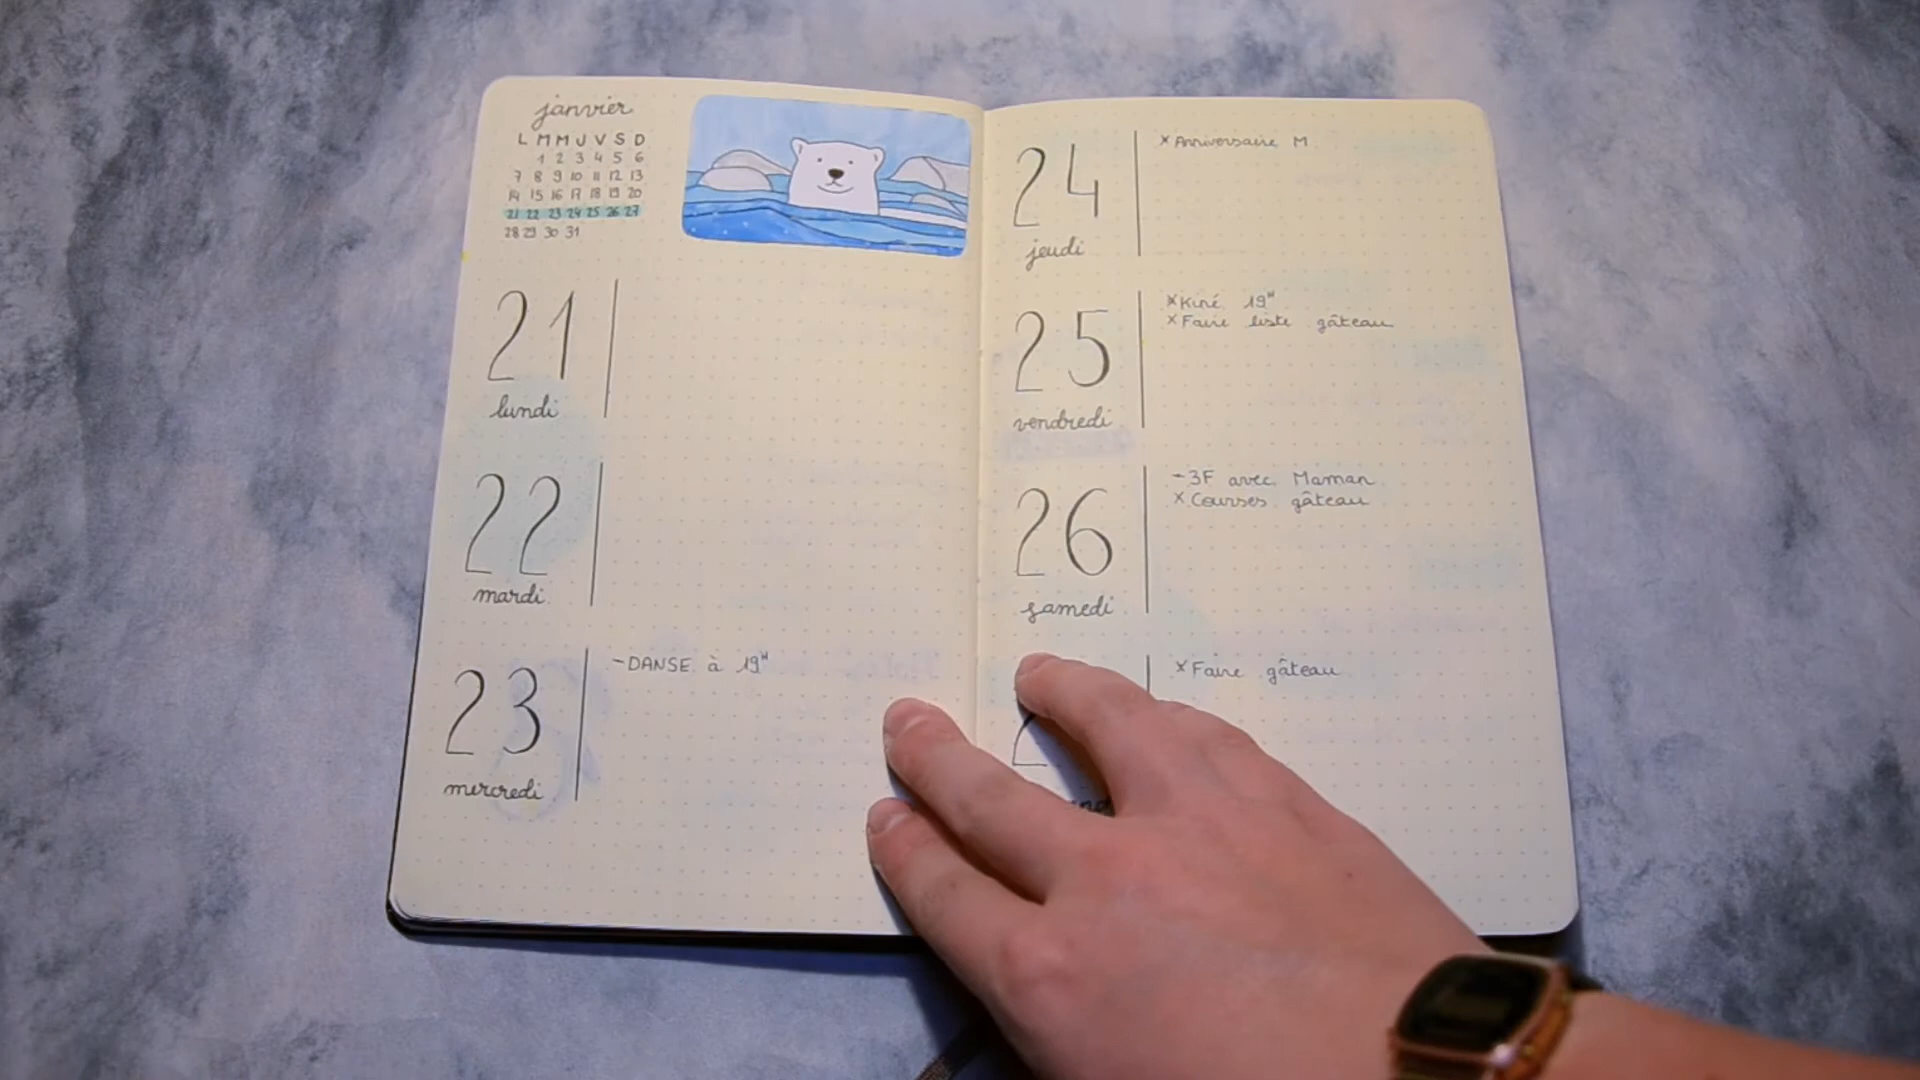 janvier
L M M J V S D
1 2 3 4 5 6
7 8 9 10 11 12 13
14 15 16 17 18 19 20
21 22 23 24 25 26 27
28 29 30 31
21
lundi
22
mardi
23
mercredi
-DANSE à 19H
24
jeudi
x Anniversaire M
25
vendredi
x Kiné 19H
x Faire liste gâteau
26
samedi
-3F avec Maman
x Courses gâteau
2
x Faire gâteau